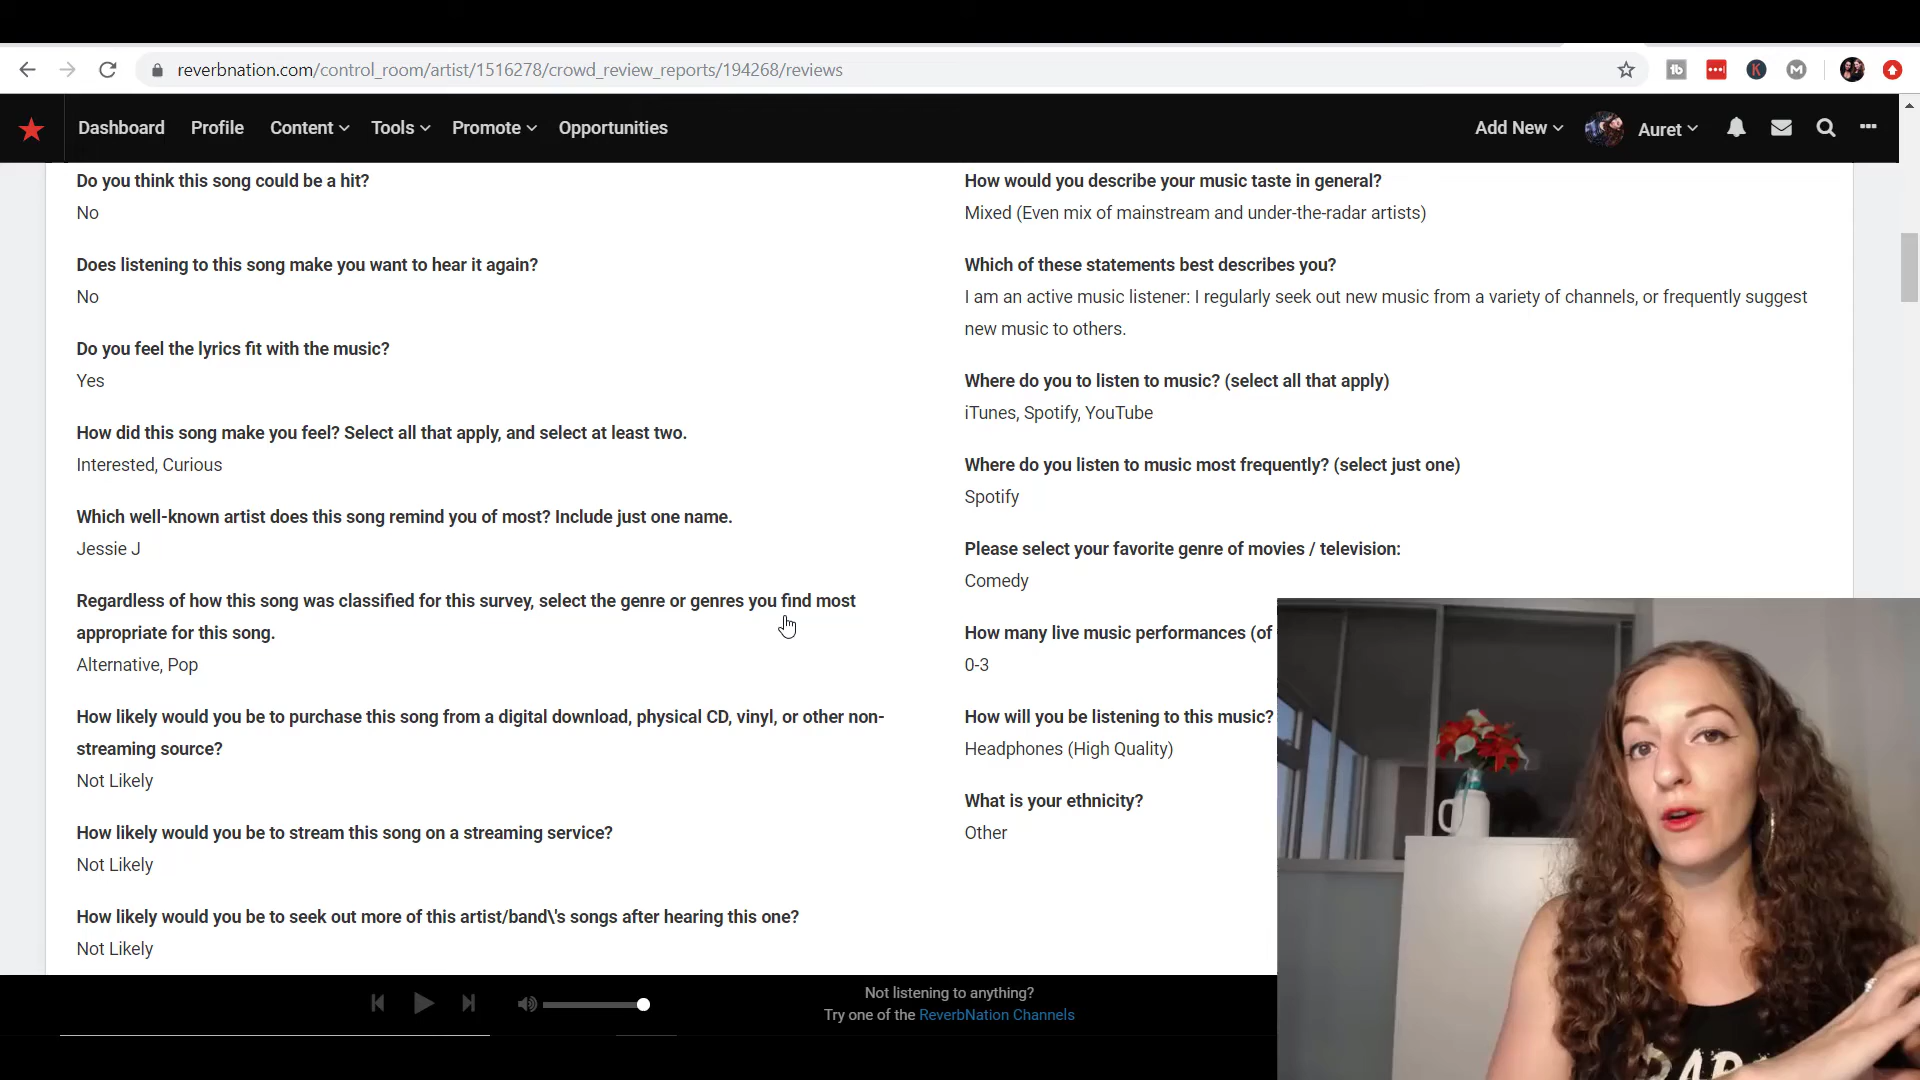 reverbnation.com/control_room/artist/1516278/crowd_review_reports/194268/reviews
tb
K
M
Dashboard
Profile
Content
Tools
Promote
Opportunities
Add New
Auret
Do you think this song could be a hit?
No
Does listening to this song make you want to hear it again?
No
Do you feel the lyrics fit with the music?
Yes
How did this song make you feel? Select all that apply, and select at least two.
Interested, Curious
Which well-known artist does this song remind you of most? Include just one name.
Jessie J
Regardless of how this song was classified for this survey, select the genre or genres you find most
appropriate for this song.
Alternative, Pop
How likely would you be to purchase this song from a digital download, physical CD, vinyl, or other non-
streaming source?
Not Likely
How likely would you be to stream this song on a streaming service?
Not Likely
How likely would you be to seek out more of this artist/band\'s songs after hearing this one?
Not Likely
How would you describe your music taste in general?
Mixed (Even mix of mainstream and under-the-radar artists)
Which of these statements best describes you?
I am an active music listener: I regularly seek out new music from a variety of channels, or frequently suggest
new music to others.
Where do you to listen to music? (select all that apply)
iTunes, Spotify, YouTube
Where do you listen to music most frequently? (select just one)
Spotify
Please select your favorite genre of movies / television:
Comedy
How many live music performances (of
0-3
How will you be listening to this music?
Headphones (High Quality)
What is your ethnicity?
Other
Not listening to anything?
Try one of the ReverbNation Channels